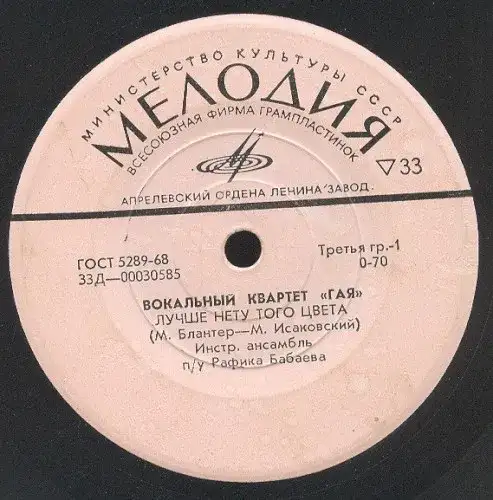 МИНИСТЕРСТВО КУЛЬТУРЫ СССР
МЕЛОДИЯ
ВСЕСОЮЗНАЯ ФИРМА ГРАМПЛАСТИНОК
▽33
АПРЕЛЕВСКИЙ ОРДЕНА ЛЕНИНА ЗАВОД
ГОСТ 5289-68
33Д—00030585
Третья гр.-1
0-70
ВОКАЛЬНЫЙ КВАРТЕТ «ГАЯ»
ЛУЧШЕ НЕТУ ТОГО ЦВЕТА
(М. Блантер—М. Исаковский)
Инстр. ансамбль
п/у Рафика Бабаева